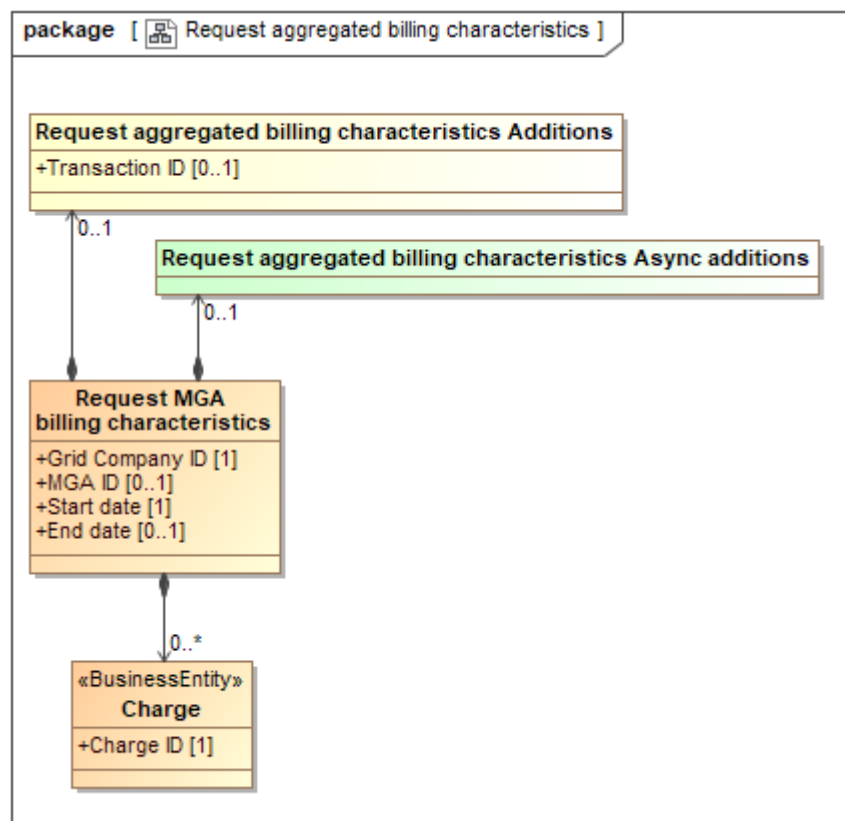 package [ Request aggregated billing characteristics ]
Request aggregated billing characteristics Additions
+Transaction ID [0..1]
0..1
Request aggregated billing characteristics Async additions
0..1
Request MGA
billing characteristics
+Grid Company ID [1]
+MGA ID [0..1]
+Start date [1]
+End date [0..1]
0..*
«BusinessEntity»
Charge
+Charge ID [1]